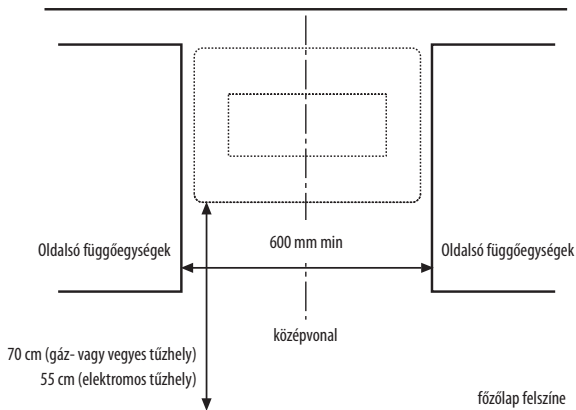 Oldalsó függőegységek
600 mm min
Oldalsó függőegységek
középvonal
70 cm (gáz- vagy vegyes tűzhely)
55 cm (elektromos tűzhely)
főzőlap felszíne